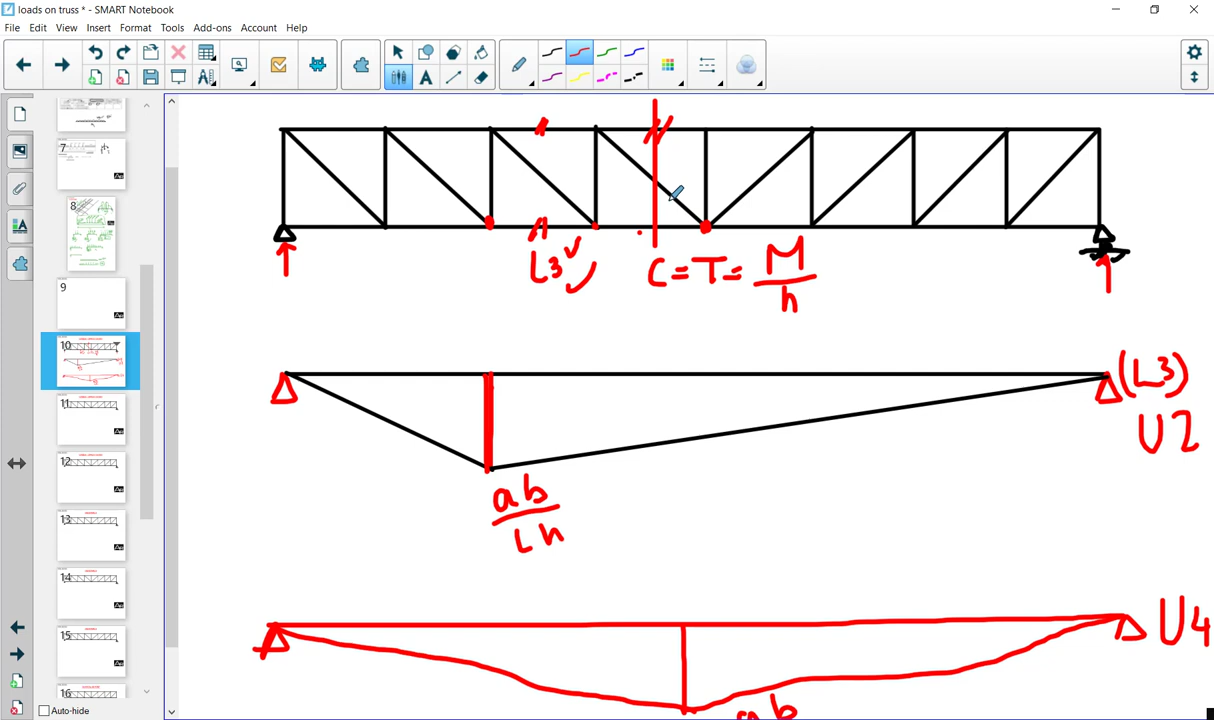 loads on truss * - SMART Notebook
File Edit View Insert Format Tools Add-ons Account Help
7
8
9
10
11
12
13
14
15
16
Auto-hide
L3
C = T = M/h
(L3)
U2
ab/Lh
U4
ab